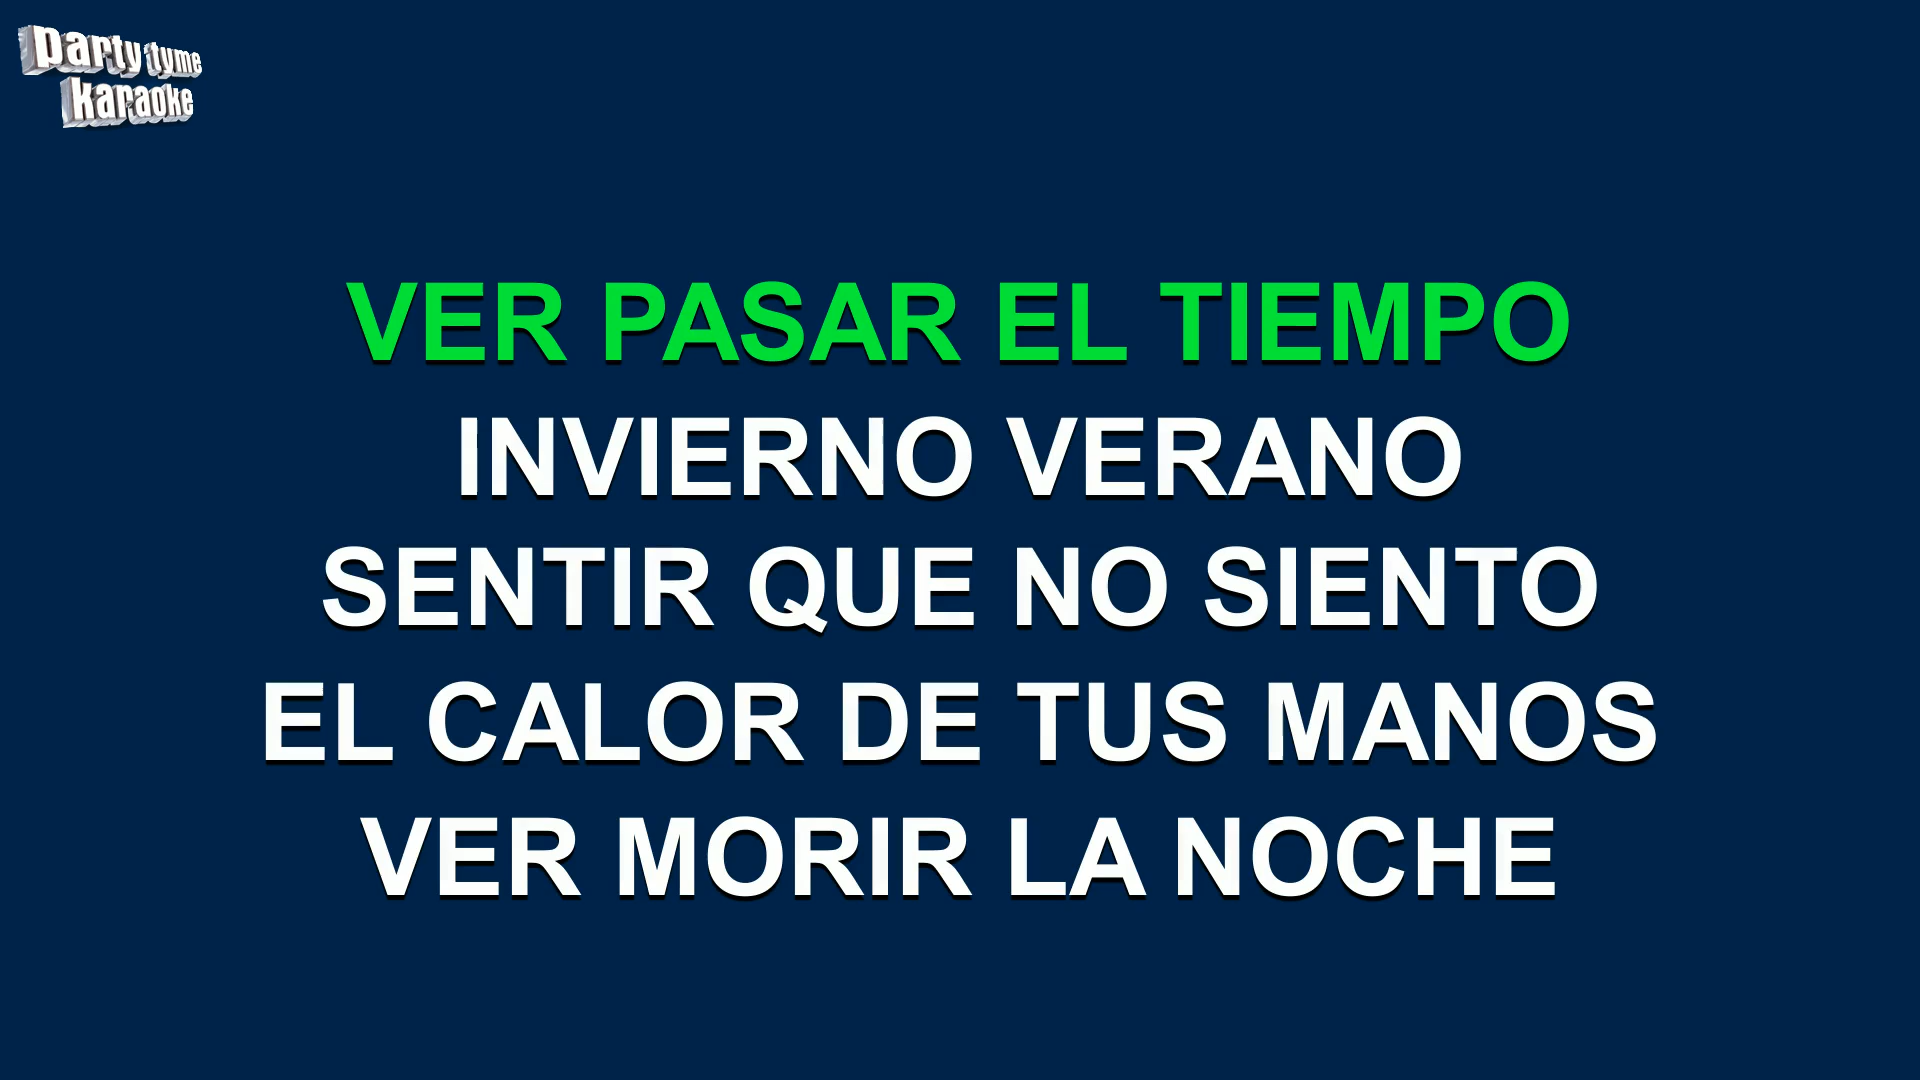 party tyme
karaoke
VER PASAR EL TIEMPO
INVIERNO VERANO
SENTIR QUE NO SIENTO
EL CALOR DE TUS MANOS
VER MORIR LA NOCHE